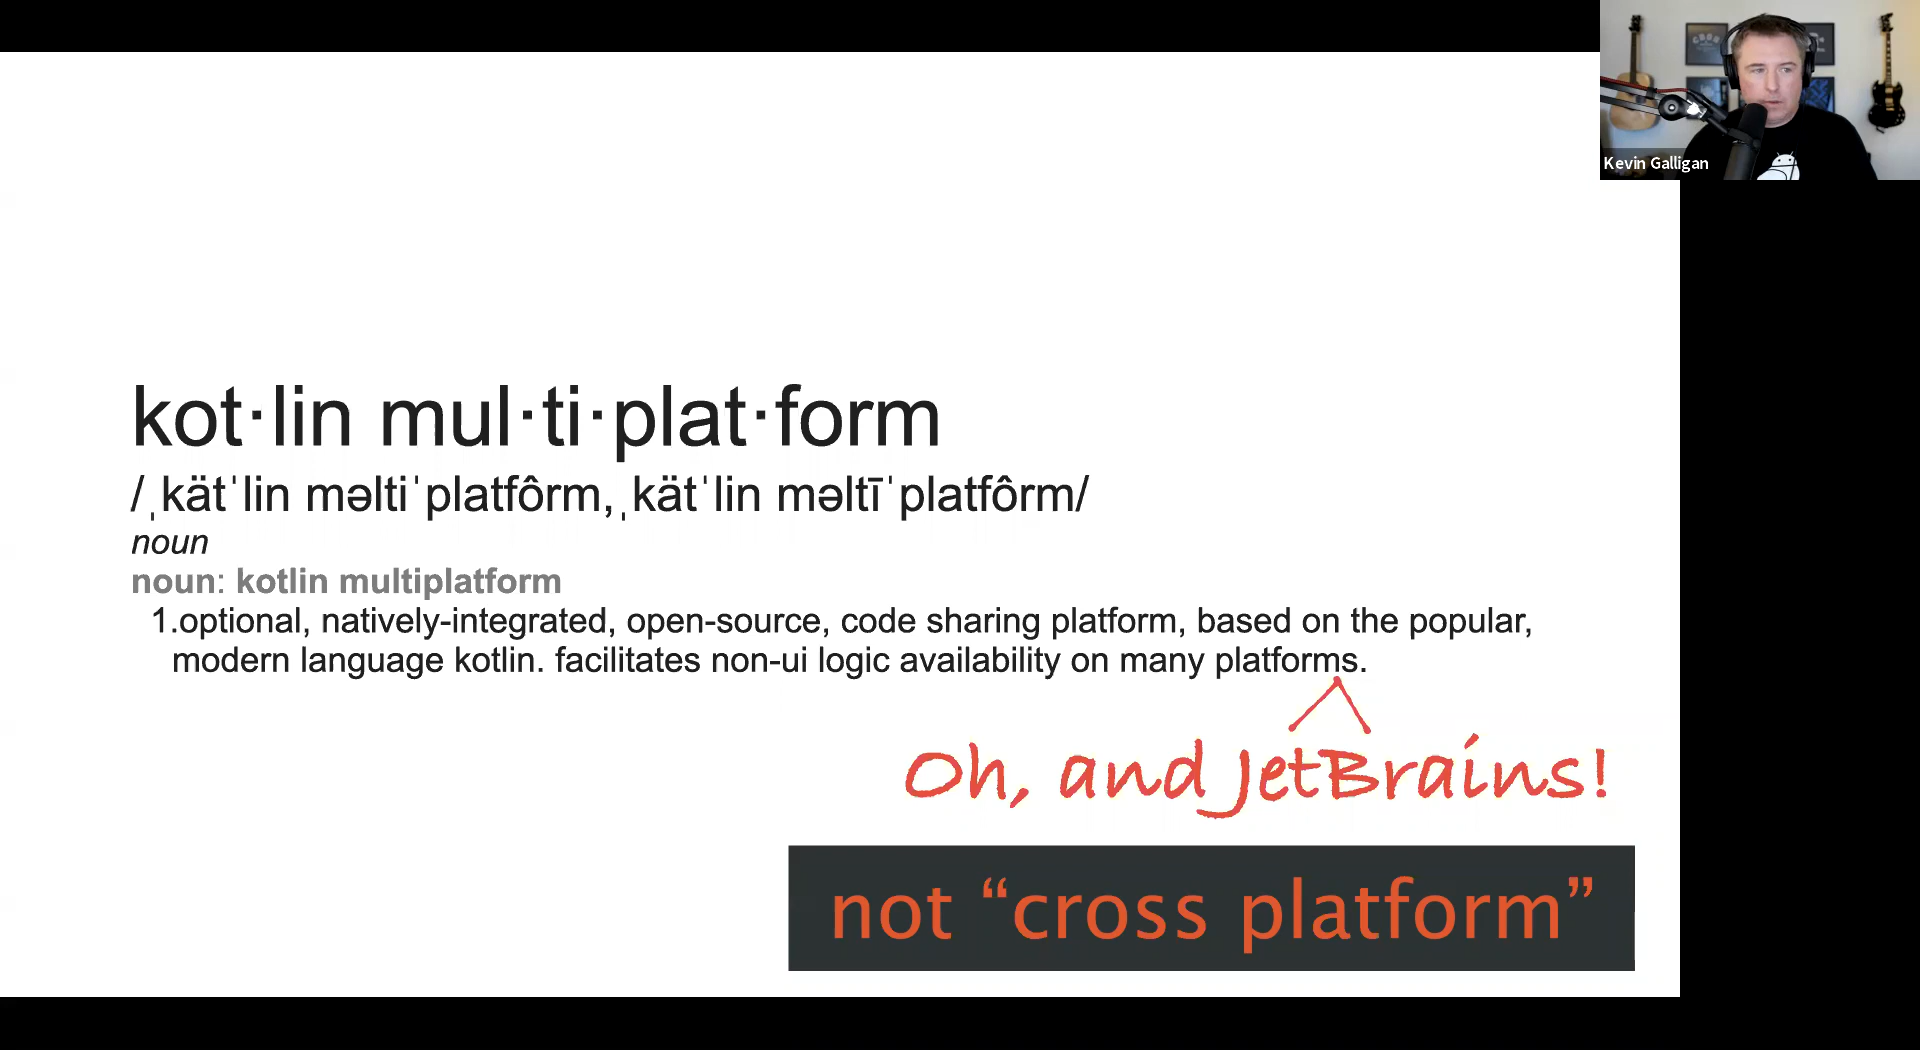 Kevin Galligan
kot·lin mul·ti·plat·form
/ˌkätˈlin məltiˈplatfôrm,ˌkätˈlin məltīˈplatfôrm/
noun
noun: kotlin multiplatform
1.optional, natively-integrated, open-source, code sharing platform, based on the popular,
modern language kotlin. facilitates non-ui logic availability on many platforms.
Oh, and JetBrains!
not “cross platform”